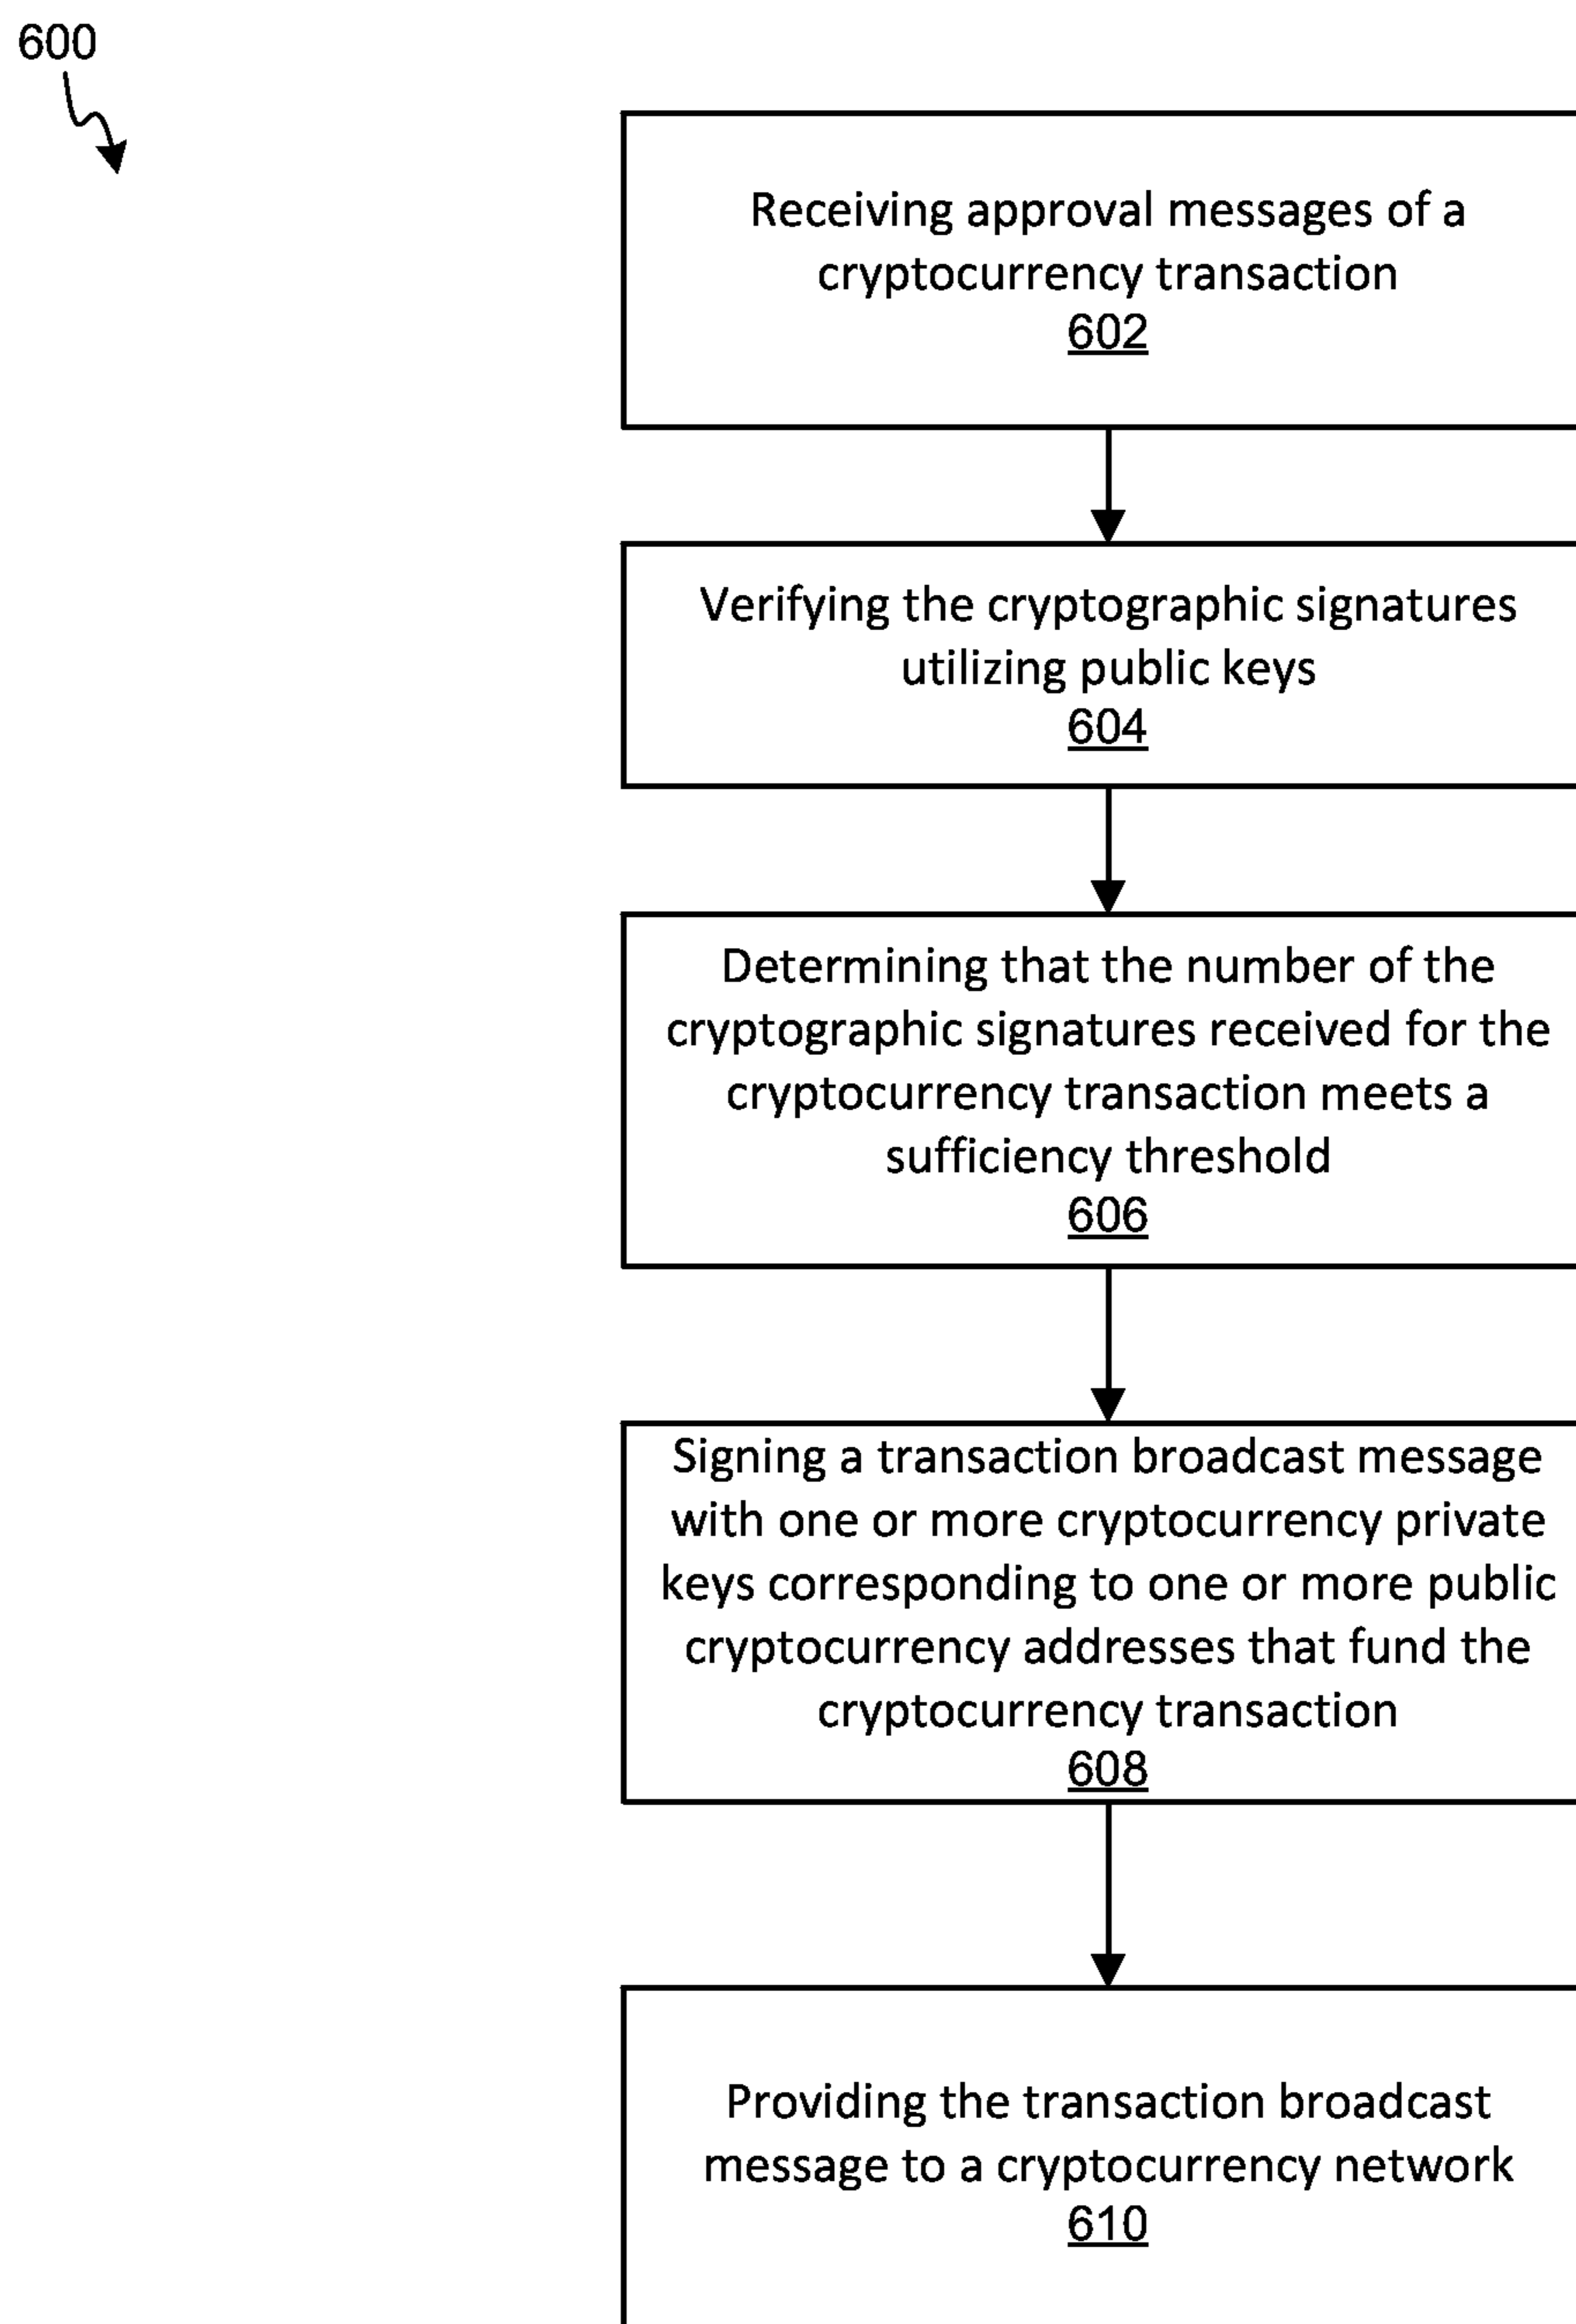 600
Receiving approval messages of a
cryptocurrency transaction
602
Verifying the cryptographic signatures
utilizing public keys
604
Determining that the number of the
cryptographic signatures received for the
cryptocurrency transaction meets a
sufficiency threshold
606
Signing a transaction broadcast message
with one or more cryptocurrency private
keys corresponding to one or more public
cryptocurrency addresses that fund the
cryptocurrency transaction
608
Providing the transaction broadcast
message to a cryptocurrency network
610